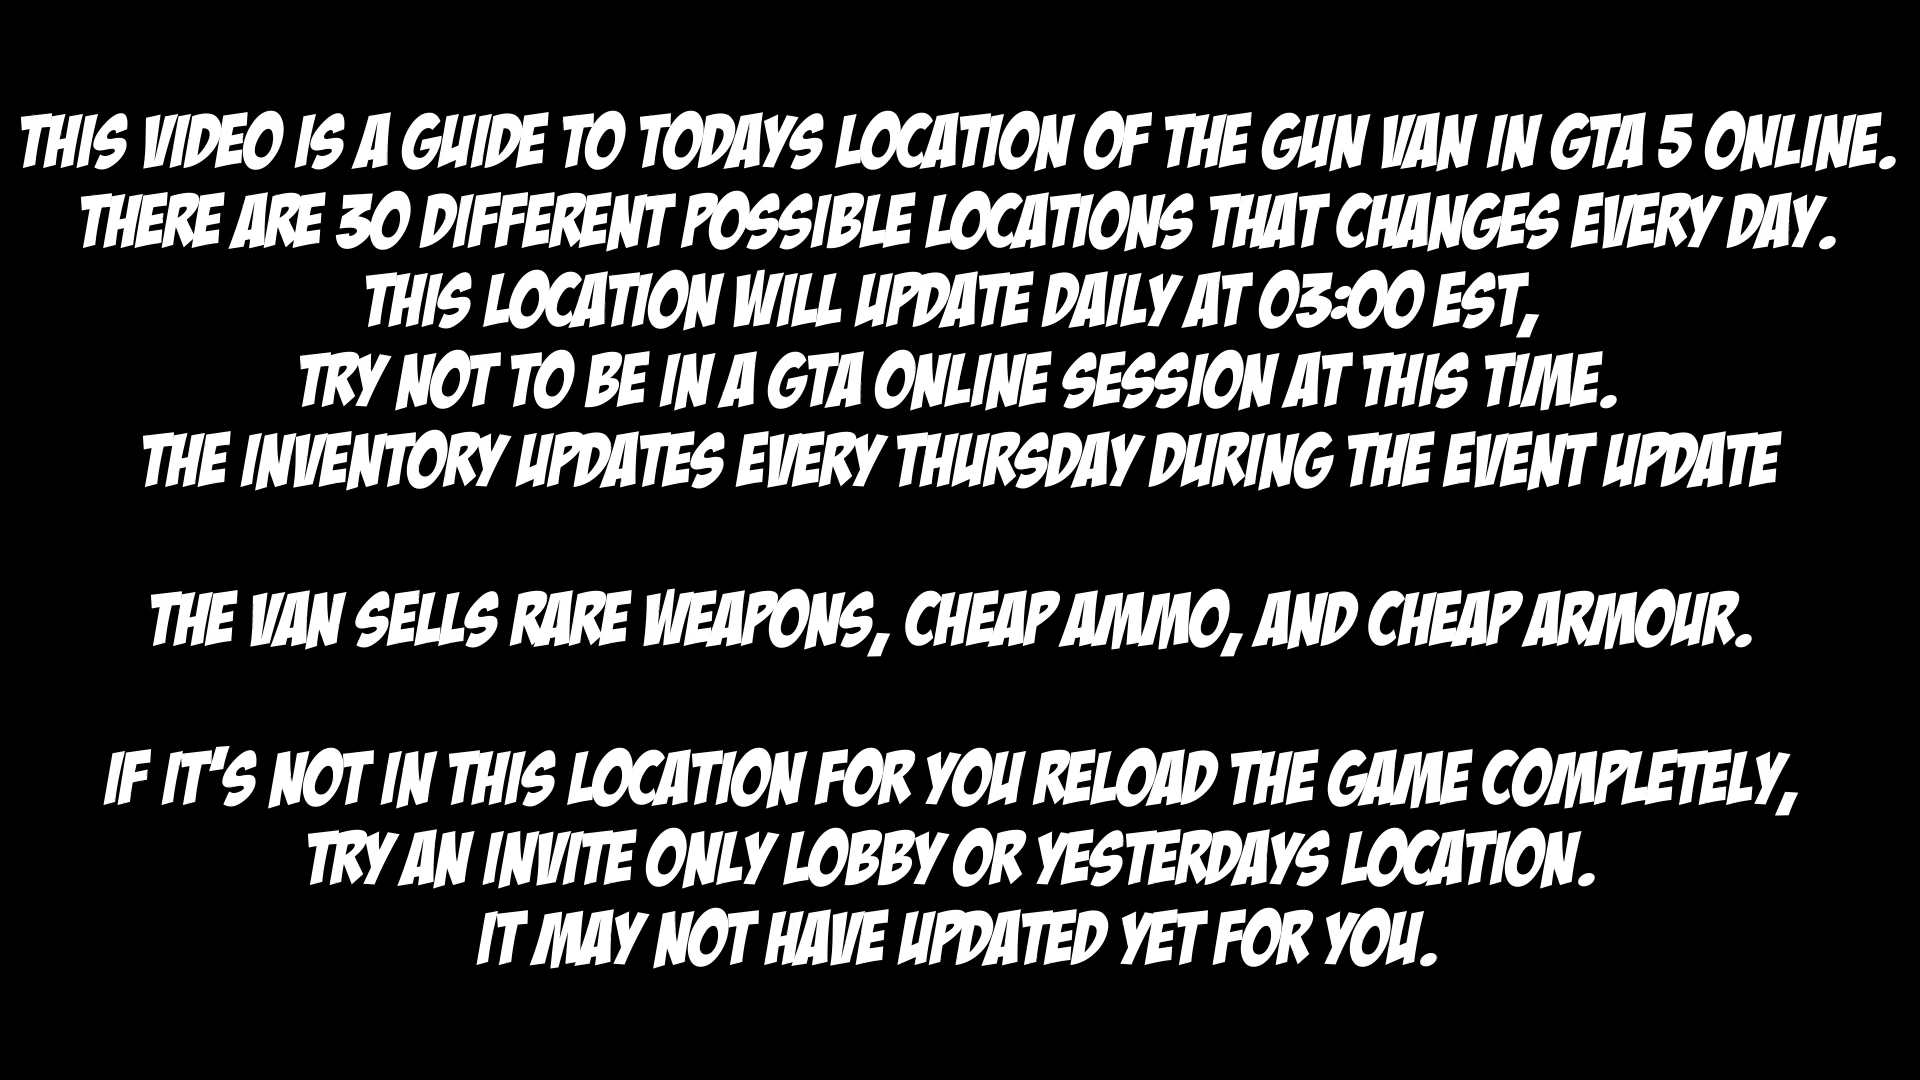 THIS VIDEO IS A GUIDE TO TODAYS LOCATION OF THE GUN VAN IN GTA 5 ONLINE.
THERE ARE 30 DIFFERENT POSSIBLE LOCATIONS THAT CHANGES EVERY DAY.
THIS LOCATION WILL UPDATE DAILY AT 03:00 EST,
TRY NOT TO BE IN A GTA ONLINE SESSION AT THIS TIME.
THE INVENTORY UPDATES EVERY THURSDAY DURING THE EVENT UPDATE
THE VAN SELLS RARE WEAPONS, CHEAP AMMO, AND CHEAP ARMOUR.
IF IT'S NOT IN THIS LOCATION FOR YOU RELOAD THE GAME COMPLETELY,
TRY AN INVITE ONLY LOBBY OR YESTERDAYS LOCATION.
IT MAY NOT HAVE UPDATED YET FOR YOU.